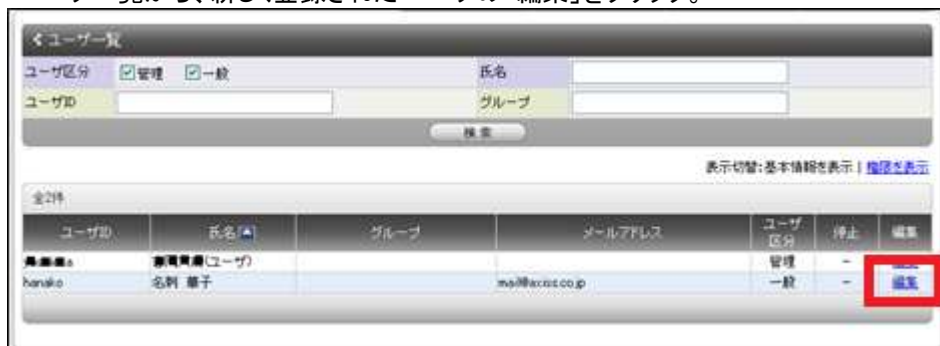 ユーザ一覧
ユーザ区分 管理 一般 氏名
ユーザID グループ
検索
表示切替:基本情報を表示 | 権限を表示
全2件
ユーザID 氏名 グループ メールアドレス ユーザ区分 停止 編集
(ユーザ) 管理 -
hanako 名刺 華子 一般 - 編集